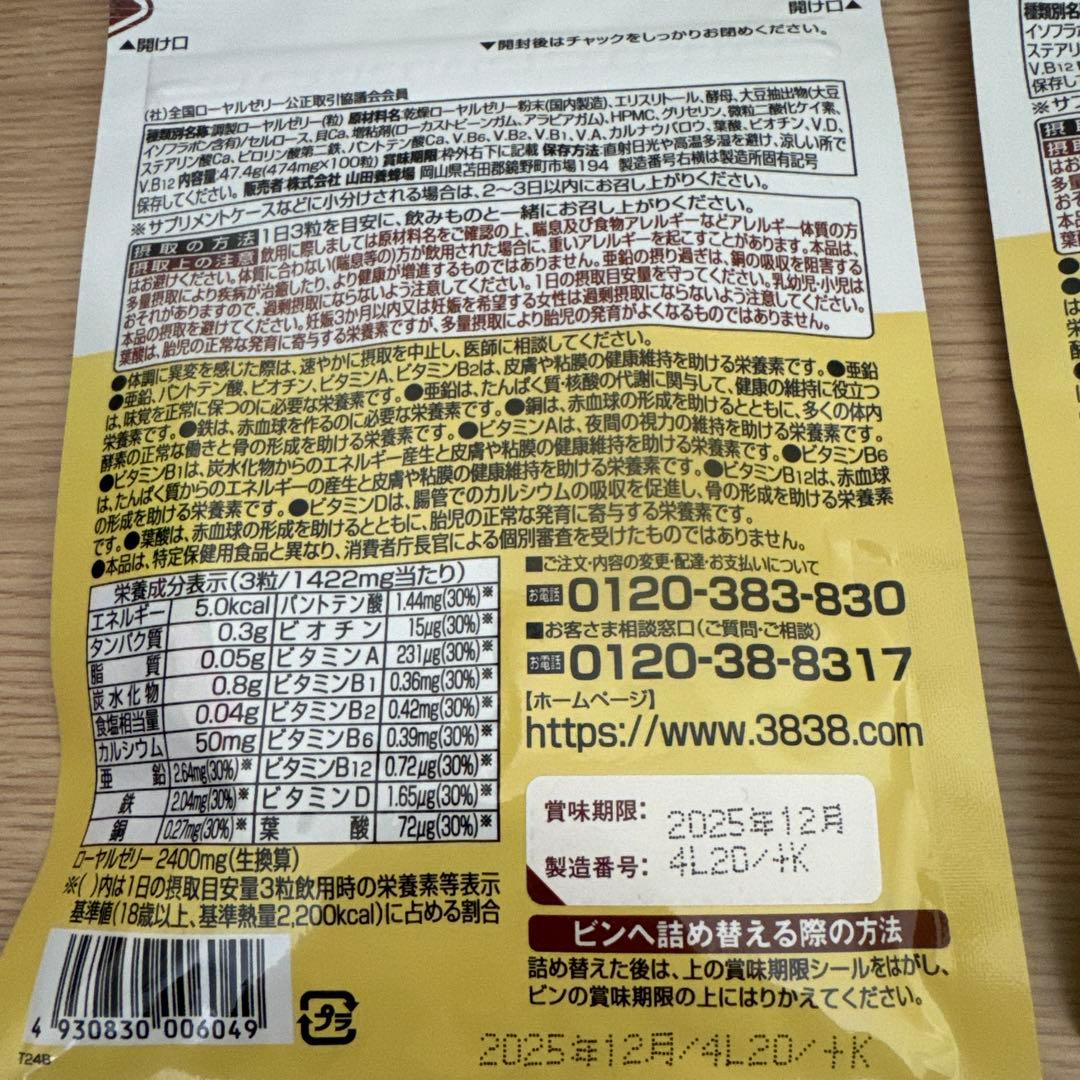 ▲開け口
▼開封後はチャックをしっかりお閉めください。
開け口▲
(社)全国ローヤルゼリー公正取引協議会会員
種類別名称:調製ローヤルゼリー(粒) 原材料名:乾燥ローヤルゼリー粉末(国内製造)、エリスリトール、酵母、大豆抽出物(大豆
イソフラボン含有)/セルロース、貝Ca、増粘剤(ローカストビーンガム、アラビアガム)、HPMC、グリセリン、微粒二酸化ケイ素、
ステアリン酸Ca、ピロリン酸第二鉄、パントテン酸Ca、V.B6、V.B2、V.B1、V.A、カルナウバロウ、葉酸、ビオチン、V.D、
V.B12 内容量:47.4g(474mg×100粒) 賞味期限:枠外右下に記載 保存方法:直射日光や高温多湿を避け、涼しい所で
保存してください。 販売者:株式会社 山田養蜂場 岡山県苫田郡鏡野町市場194 製造番号右横は製造所固有記号
※サプリメントケースなどに小分けされる場合は、2〜3日以内にお召し上がりください。
摂取の方法 1日3粒を目安に、飲みものと一緒にお召し上がりください。
摂取上の注意 飲用に際しましては原材料名をご確認の上、喘息及び食物アレルギーなどアレルギー体質の方
はお避けください。体質に合わない(喘息等の)方が飲用された場合に、重いアレルギーを起こすことがあります。本品は、
多量摂取により疾病が治癒したり、より健康が増進するものではありません。亜鉛の摂り過ぎは、銅の吸収を阻害する
おそれがありますので、過剰摂取にならないよう注意してください。1日の摂取目安量を守ってください。乳幼児・小児は
本品の摂取を避けてください。妊娠3か月以内又は妊娠を希望する女性は過剰摂取にならないよう注意してください。
葉酸は、胎児の正常な発育に寄与する栄養素ですが、多量摂取により胎児の発育がよくなるものではありません。
●体調に異変を感じた際は、速やかに摂取を中止し、医師に相談してください。
●亜鉛、パントテン酸、ビオチン、ビタミンA、ビタミンB2は、皮膚や粘膜の健康維持を助ける栄養素です。●亜鉛
は、味覚を正常に保つのに必要な栄養素です。●亜鉛は、たんぱく質・核酸の代謝に関与して、健康の維持に役立つ
栄養素です。●鉄は、赤血球を作るのに必要な栄養素です。●銅は、赤血球の形成を助けるとともに、多くの体内
酵素の正常な働きと骨の形成を助ける栄養素です。●ビタミンAは、夜間の視力の維持を助ける栄養素です。
●ビタミンB1は、炭水化物からのエネルギー産生と皮膚や粘膜の健康維持を助ける栄養素です。●ビタミンB6
は、たんぱく質からのエネルギーの産生と皮膚や粘膜の健康維持を助ける栄養素です。●ビタミンB12は、赤血球
の形成を助ける栄養素です。●ビタミンDは、腸管でのカルシウムの吸収を促進し、骨の形成を助ける栄養素
です。●葉酸は、赤血球の形成を助けるとともに、胎児の正常な発育に寄与する栄養素です。
●本品は、特定保健用食品と異なり、消費者庁長官による個別審査を受けたものではありません。
栄養成分表示(3粒/1422mg当たり)
エネルギー 5.0kcal パントテン酸 1.44mg(30%)※
タンパク質 0.3g ビオチン 15μg(30%)※
脂質 0.05g ビタミンA 231μg(30%)※
炭水化物 0.8g ビタミンB1 0.36mg(30%)※
食塩相当量 0.04g ビタミンB2 0.42mg(30%)※
カルシウム 50mg ビタミンB6 0.39mg(30%)※
亜鉛 2.64mg(30%)※ ビタミンB12 0.72μg(30%)※
鉄 2.04mg(30%)※ ビタミンD 1.65μg(30%)※
銅 0.27mg(30%)※ 葉酸 72μg(30%)※
ローヤルゼリー2400mg(生換算)
※( )内は1日の摂取目安量3粒飲用時の栄養素等表示
基準値(18歳以上、基準熱量2,200kcal)に占める割合
■ご注文・内容の変更・配達・お支払いについて
お電話 0120-383-830
■お客さま相談窓口(ご質問・ご相談)
お電話 0120-38-8317
【ホームページ】
https://www.3838.com
賞味期限: 2025年12月
製造番号: 4L20/+K
ビンへ詰め替える際の方法
詰め替えた後は、上の賞味期限シールをはがし、
ビンの賞味期限の上にはりかえてください。
4 930830 006049
プラ
T24B
2025年12月/4L20/+K
種類別名
イソフラボ
ステアリ
V.B12
保存して
※サプ
摂
摂取
はお
多量
おそ
本品
葉酸